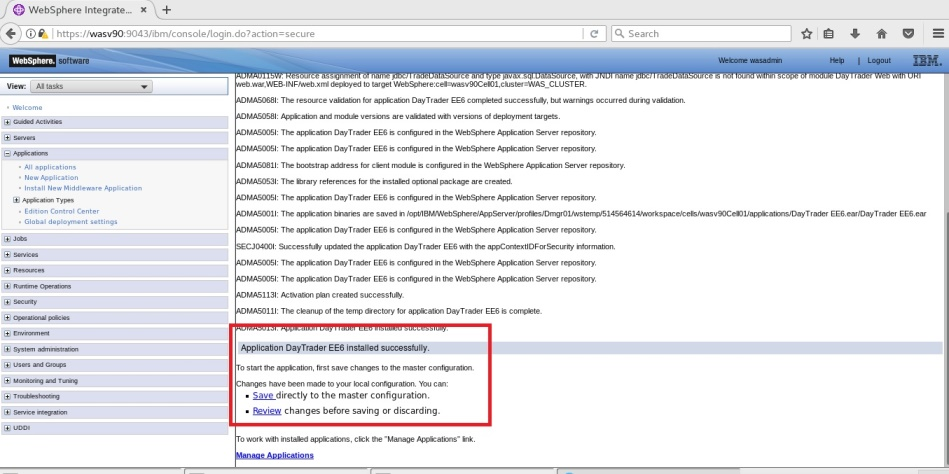 WebSphere Integrate...
https://wasv90:9043/ibm/console/login.do?action=secure
Search
WebSphere. software
Welcome wasadmin
Help | Logout
IBM.
View: All tasks
Welcome
Guided Activities
Servers
Applications
All applications
New Application
Install New Middleware Application
Application Types
Edition Control Center
Global deployment settings
Jobs
Services
Resources
Runtime Operations
Security
Operational policies
Environment
System administration
Users and Groups
Monitoring and Tuning
Troubleshooting
Service integration
UDDI
ADMA0115W: Resource assignment of name jdbc/TradeDataSource and type javax.sql.DataSource, with JNDI name jdbc/TradeDataSource is not found within scope of module DayTrader Web with URI
web.war,WEB-INF/web.xml deployed to target WebSphere:cell=wasv90Cell01,cluster=WAS_CLUSTER.
ADMA5068I: The resource validation for application DayTrader EE6 completed successfully, but warnings occurred during validation.
ADMA5058I: Application and module versions are validated with versions of deployment targets.
ADMA5005I: The application DayTrader EE6 is configured in the WebSphere Application Server repository.
ADMA5005I: The application DayTrader EE6 is configured in the WebSphere Application Server repository.
ADMA5081I: The bootstrap address for client module is configured in the WebSphere Application Server repository.
ADMA5053I: The library references for the installed optional package are created.
ADMA5005I: The application DayTrader EE6 is configured in the WebSphere Application Server repository.
ADMA5001I: The application binaries are saved in /opt/IBM/WebSphere/AppServer/profiles/Dmgr01/wstemp/514564614/workspace/cells/wasv90Cell01/applications/DayTrader EE6.ear/DayTrader EE6.ear
ADMA5005I: The application DayTrader EE6 is configured in the WebSphere Application Server repository.
SECJ0400I: Successfully updated the application DayTrader EE6 with the appContextIDForSecurity information.
ADMA5005I: The application DayTrader EE6 is configured in the WebSphere Application Server repository.
ADMA5005I: The application DayTrader EE6 is configured in the WebSphere Application Server repository.
ADMA5113I: Activation plan created successfully.
ADMA5011I: The cleanup of the temp directory for application DayTrader EE6 is complete.
ADMA5013I: Application DayTrader EE6 installed successfully.
Application DayTrader EE6 installed successfully.
To start the application, first save changes to the master configuration.
Changes have been made to your local configuration. You can:
Save directly to the master configuration.
Review changes before saving or discarding.
To work with installed applications, click the "Manage Applications" link.
Manage Applications